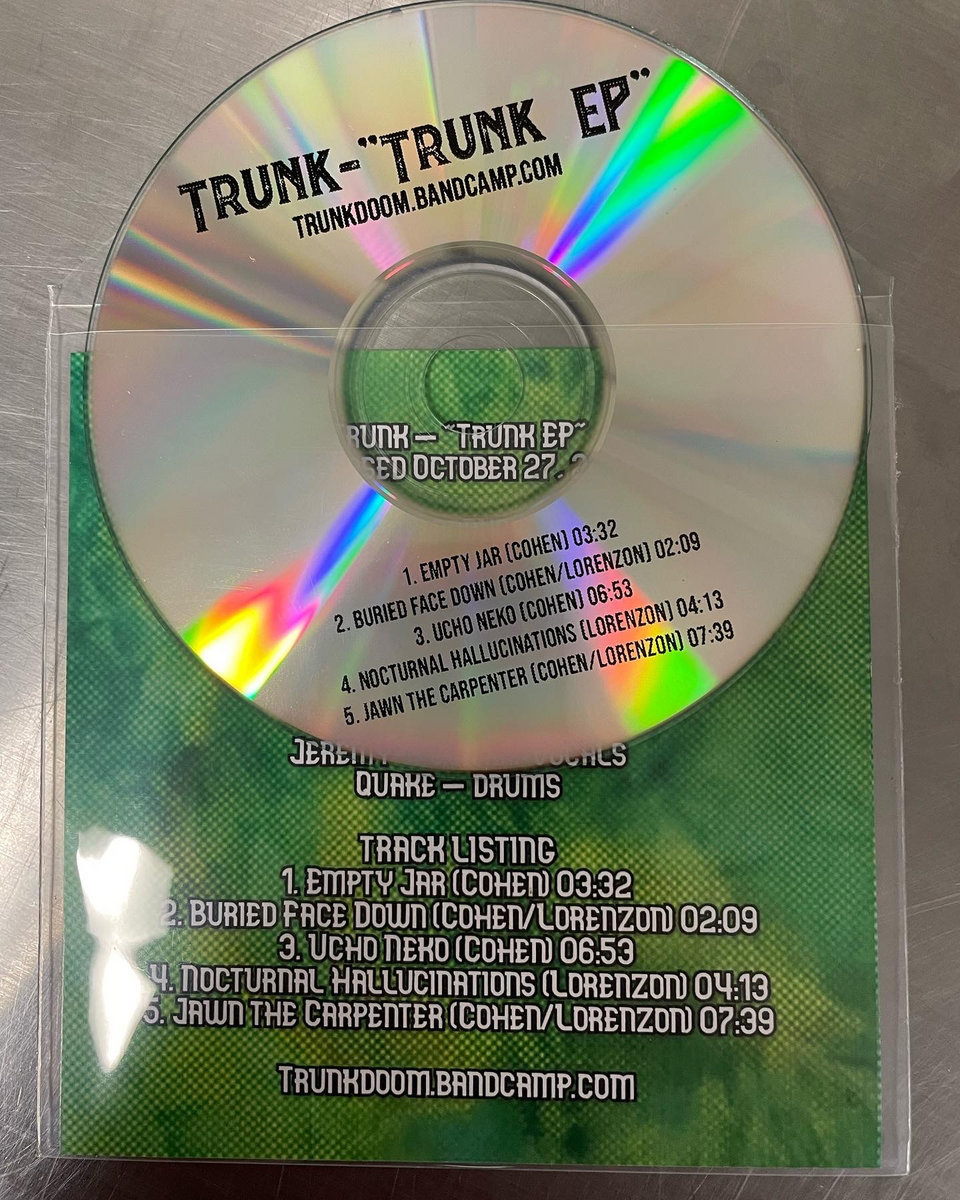 TRUNK-"TRUNK EP"
TRUNKDOOM.BANDCAMP.COM
TRUNK EP
OCTOBER 27,
1. EMPTY JAR (COHEN) 03:32
2. BURIED FACE DOWN (COHEN/LORENZON) 02:09
3. UCHO NEKO (COHEN) 06:53
4. NOCTURNAL HALLUCINATIONS (LORENZON) 04:13
5. JAWN THE CARPENTER (COHEN/LORENZON) 07:39
QUAKE — DRUMS
TRACK LISTING
1. EMPTY JAR (COHEN) 03:32
2. BURIED FACE DOWN (COHEN/LORENZON) 02:09
3. UCHO NEKO (COHEN) 06:53
4. NOCTURNAL HALLUCINATIONS (LORENZON) 04:13
5. JAWN THE CARPENTER (COHEN/LORENZON) 07:39
TRUNKDOOM.BANDCAMP.COM